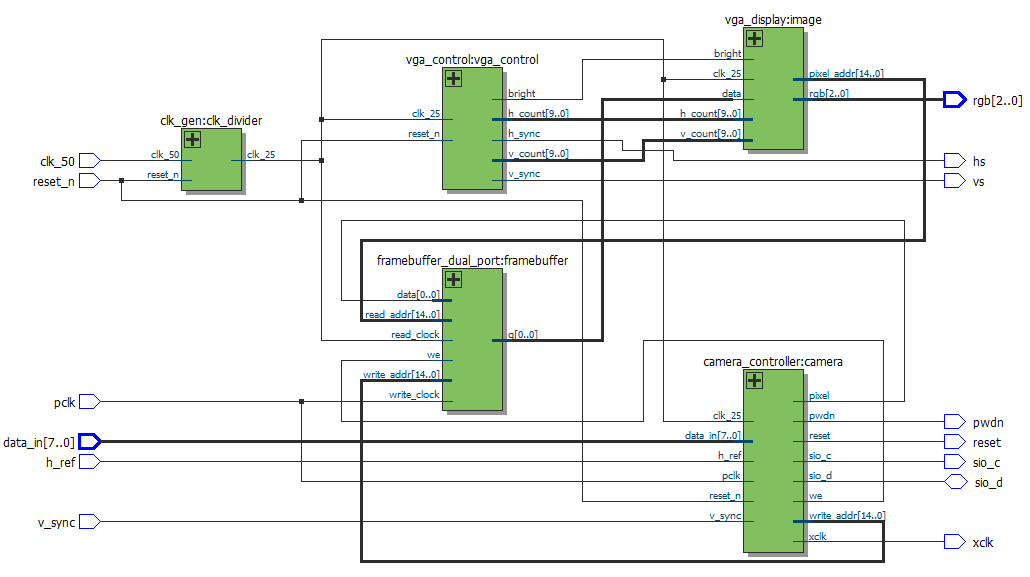 vga_display:image
bright
clk_25
data
h_count[9..0]
v_count[9..0]
pixel_addr[14..0]
rgb[2..0]
rgb[2..0]
vga_control:vga_control
clk_25
reset_n
bright
h_count[9..0]
h_sync
v_count[9..0]
v_sync
hs
vs
clk_gen:clk_divider
clk_50
reset_n
clk_50
reset_n
clk_25
framebuffer_dual_port:framebuffer
data[0..0]
read_addr[14..0]
read_clock
we
write_addr[14..0]
write_clock
q[0..0]
camera_controller:camera
clk_25
data_in[7..0]
h_ref
pclk
reset_n
v_sync
pixel
pwdn
reset
sio_c
sio_d
we
write_addr[14..0]
xclk
pclk
data_in[7..0]
h_ref
v_sync
pwdn
reset
sio_c
sio_d
xclk